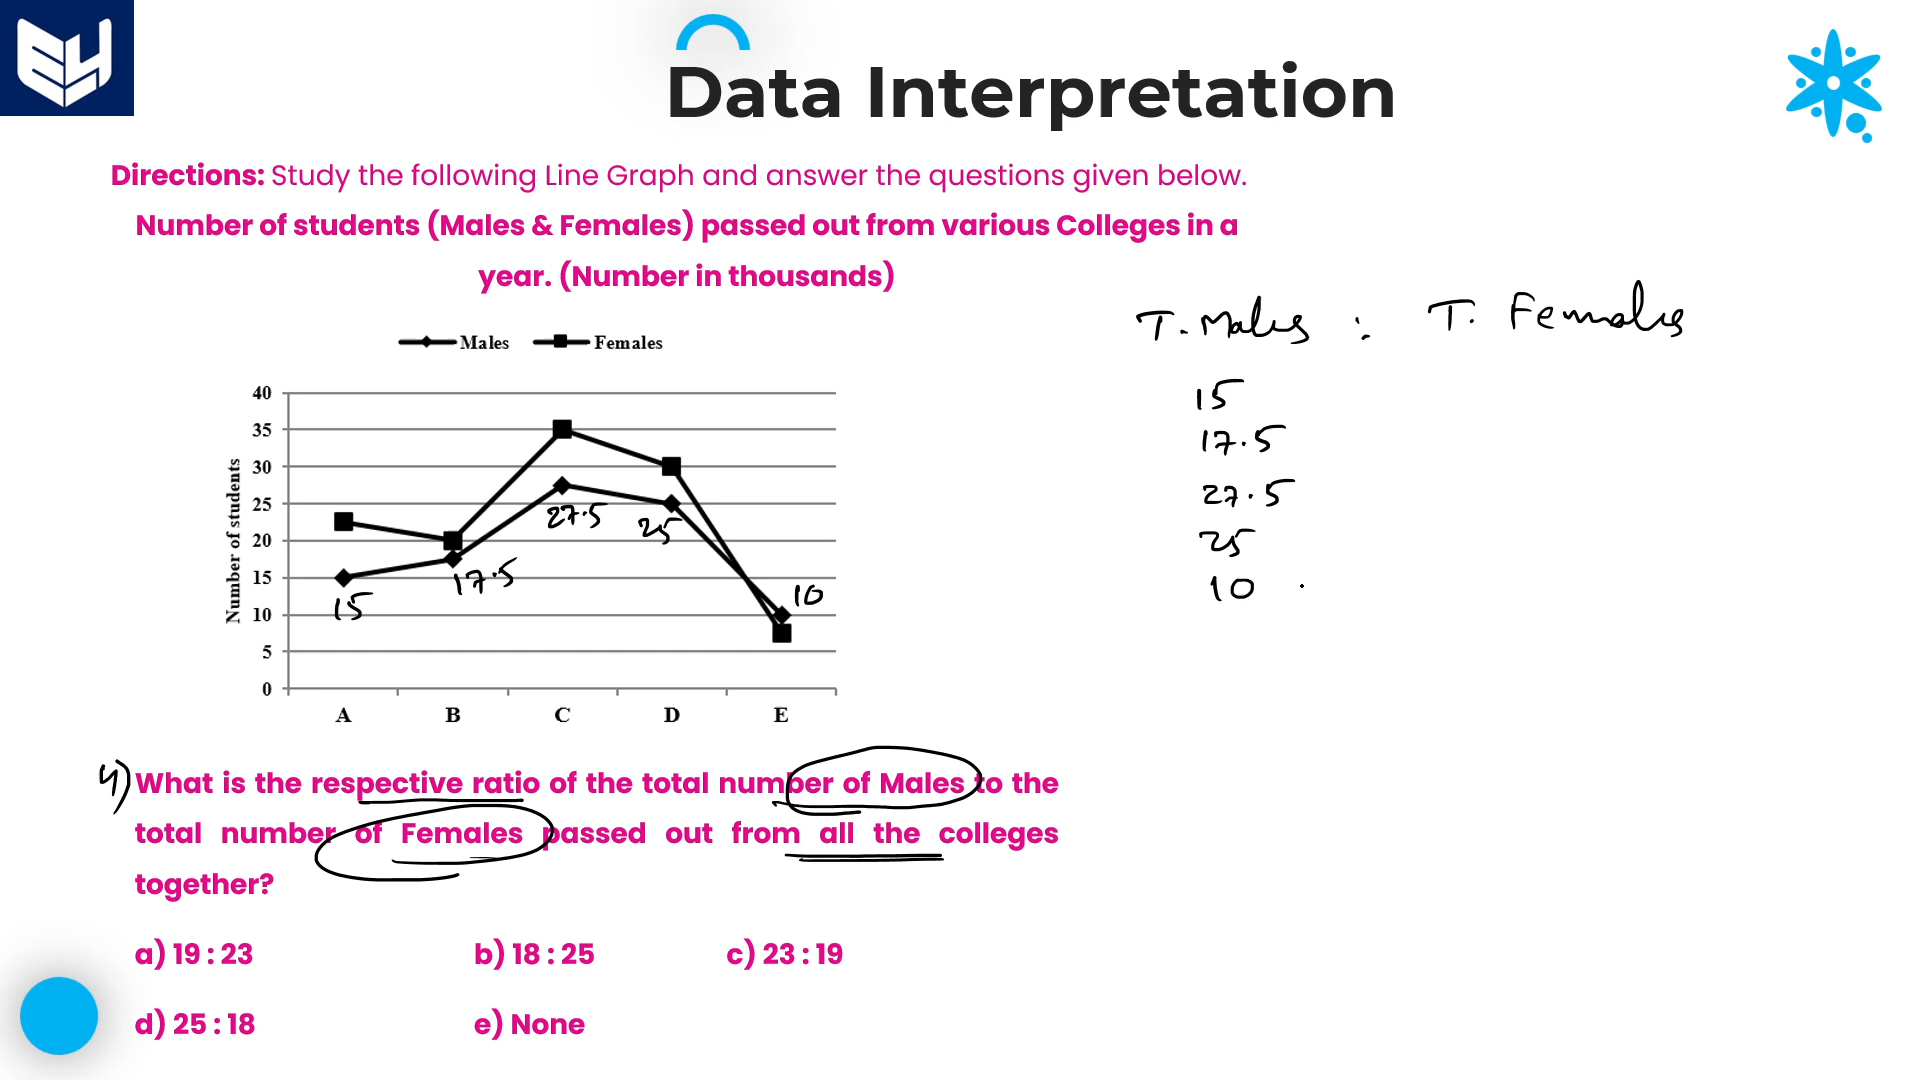 Data Interpretation
Directions: Study the following Line Graph and answer the questions given below.
Number of students (Males & Females) passed out from various Colleges in a
year. (Number in thousands)
T. Males : T. Females
Males Females
40
35
30
25
20
15
10
5
0
Number of students
A B C D E
15
17.5
27.5
25
10
15
17.5
27.5
25
10
4) What is the respective ratio of the total number of Males to the
total number of Females passed out from all the colleges
together?
a) 19 : 23 b) 18 : 25 c) 23 : 19
d) 25 : 18 e) None